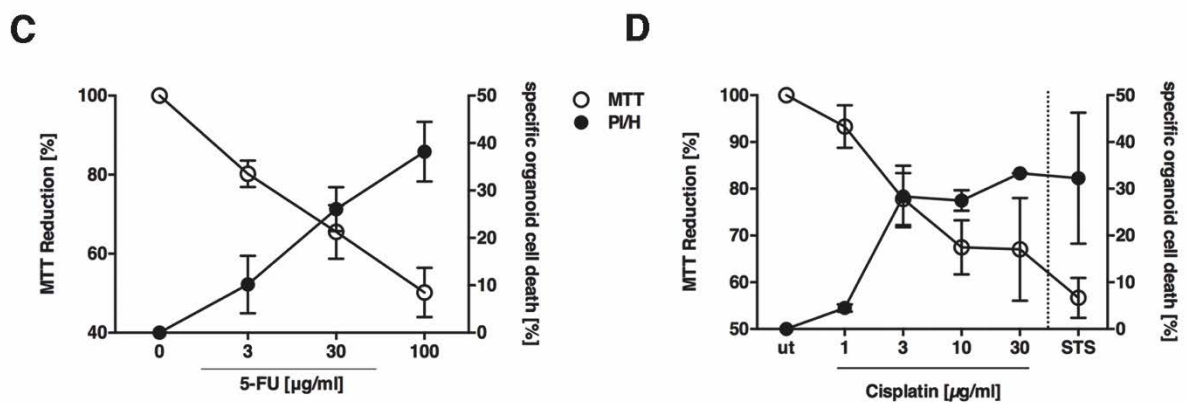 C
D
MTT
PI/H
MTT Reduction [%]
100
80
60
40
50
40
30
20
10
0
specific organoid cell death [%]
0 3 30 100
5-FU [µg/ml]
MTT Reduction [%]
100
90
80
70
60
50
50
40
30
20
10
0
specific organoid cell death [%]
ut 1 3 10 30 STS
Cisplatin [µg/ml]